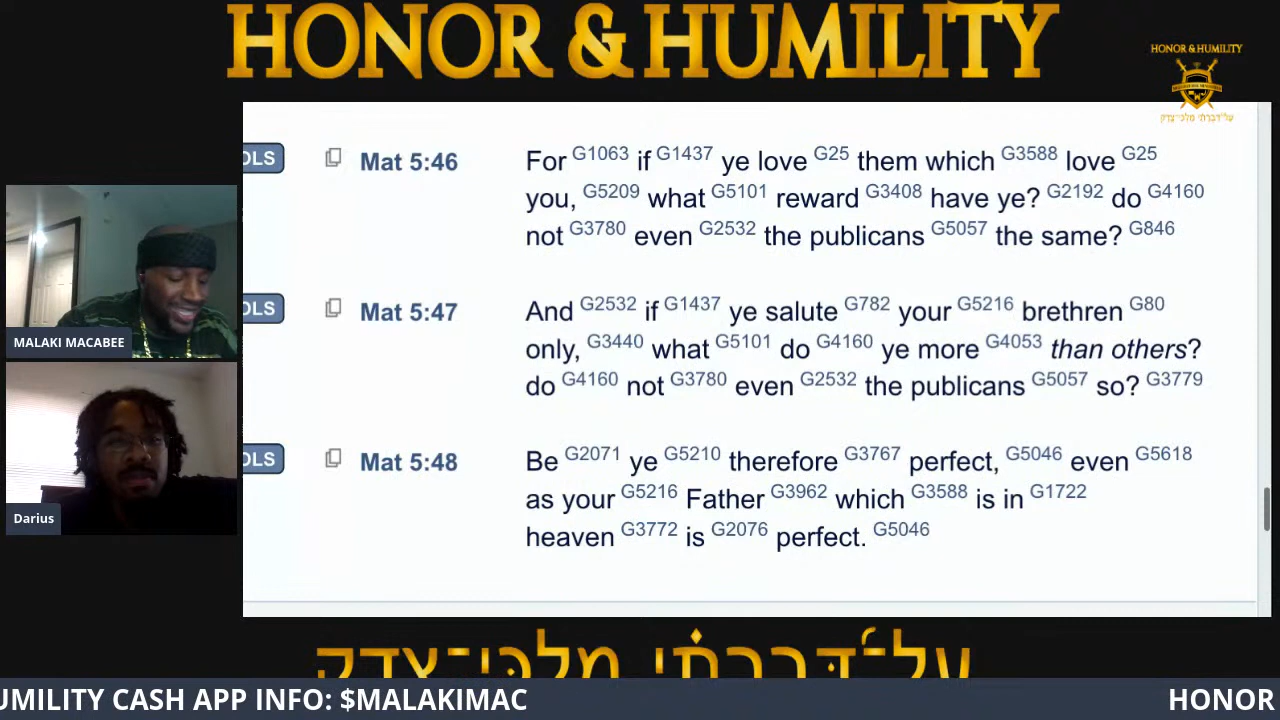 HONOR & HUMILITY
HONOR & HUMILITY
על־דברתי מלכי־צדק
OLS Mat 5:46 For G1063 if G1437 ye love G25 them which G3588 love G25
you, G5209 what G5101 reward G3408 have ye? G2192 do G4160
not G3780 even G2532 the publicans G5057 the same? G846
OLS Mat 5:47 And G2532 if G1437 ye salute G782 your G5216 brethren G80
only, G3440 what G5101 do G4160 ye more G4053 than others?
do G4160 not G3780 even G2532 the publicans G5057 so? G3779
OLS Mat 5:48 Be G2071 ye G5210 therefore G3767 perfect, G5046 even G5618
as your G5216 Father G3962 which G3588 is in G1722
heaven G3772 is G2076 perfect. G5046
MALAKI MACABEE
Darius
על־דִּבְרָתִ֗י מַלְכִּי־צֶֽדֶק
UMILITY CASH APP INFO: $MALAKIMAC
HONOR